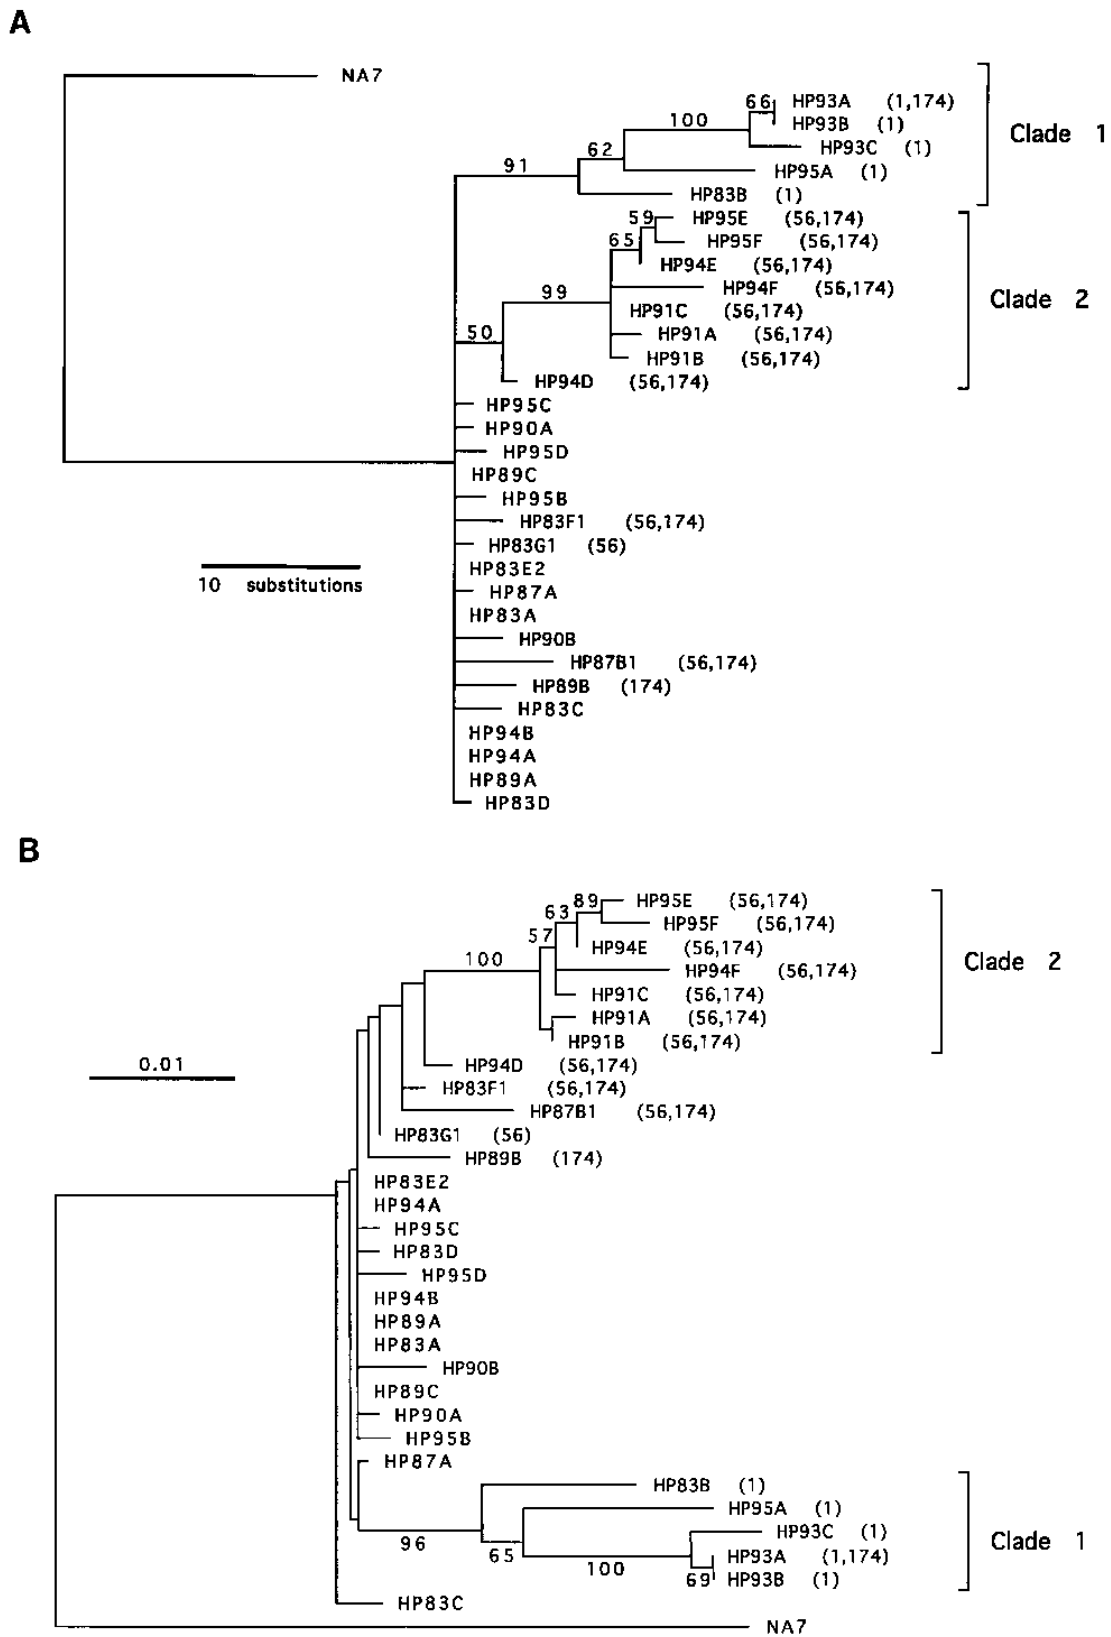 A
NA7
66 HP93A (1,174)
100 HP93B (1)
Clade 1
62 HP93C (1)
91 HP95A (1)
HP83B (1)
59 HP95E (56,174)
65 HP95F (56,174)
HP94E (56,174)
99 HP94F (56,174)
Clade 2
HP91C (56,174)
50 HP91A (56,174)
HP91B (56,174)
HP94D (56,174)
HP95C
HP90A
HP95D
HP89C
HP95B
HP83F1 (56,174)
HP83G1 (56)
HP83E2
10 substitutions
HP87A
HP83A
HP90B
HP87B1 (56,174)
HP89B (174)
HP83C
HP94B
HP94A
HP89A
HP83D
B
89 HP95E (56,174)
63 HP95F (56,174)
57 HP94E (56,174)
100 HP94F (56,174)
Clade 2
HP91C (56,174)
HP91A (56,174)
HP91B (56,174)
0.01
HP94D (56,174)
HP83F1 (56,174)
HP87B1 (56,174)
HP83G1 (56)
HP89B (174)
HP83E2
HP94A
HP95C
HP83D
HP95D
HP94B
HP89A
HP83A
HP90B
HP89C
HP90A
HP95B
HP87A
HP83B (1)
HP95A (1)
96 HP93C (1)
Clade 1
65 HP93A (1,174)
100
69 HP93B (1)
HP83C
NA7